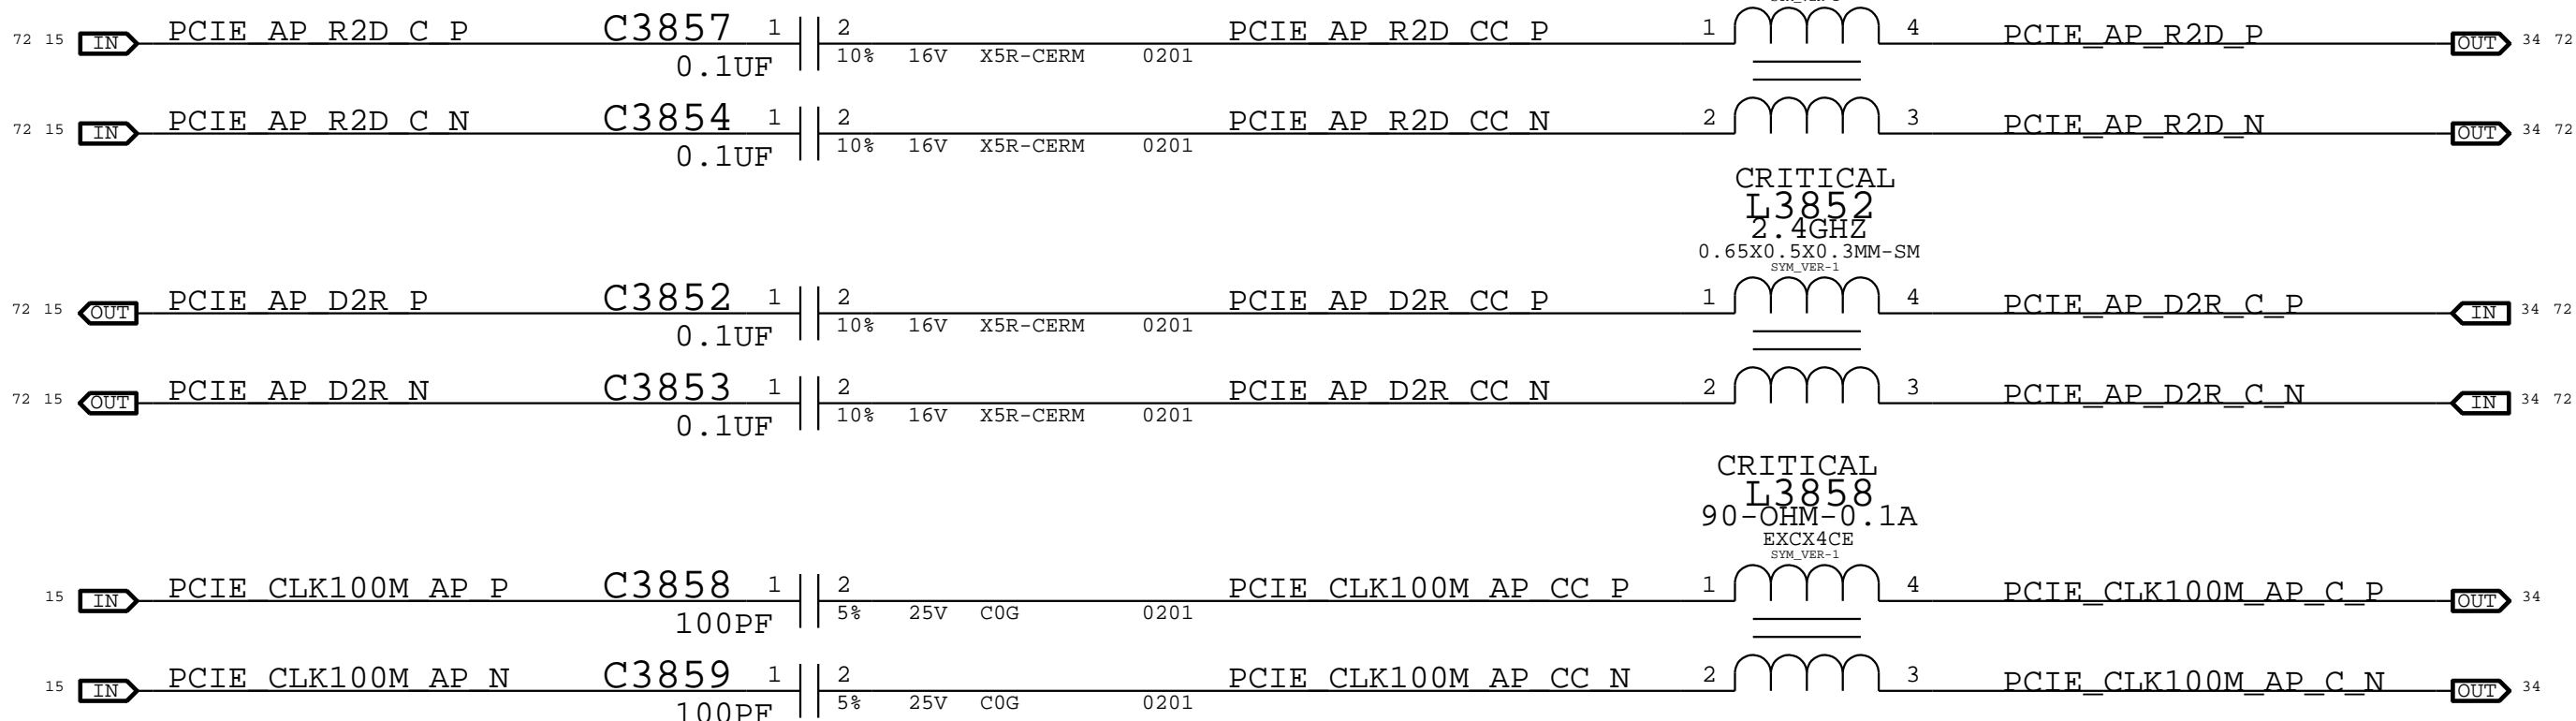 SYM_VER-1
72 15 IN PCIE_AP_R2D_C_P C3857 1 2 PCIE_AP_R2D_CC_P 1 4 PCIE_AP_R2D_P OUT 34 72
0.1UF 10% 16V X5R-CERM 0201
72 15 IN PCIE_AP_R2D_C_N C3854 1 2 PCIE_AP_R2D_CC_N 2 3 PCIE_AP_R2D_N OUT 34 72
0.1UF 10% 16V X5R-CERM 0201
CRITICAL
L3852
2.4GHZ
0.65X0.5X0.3MM-SM
SYM_VER-1
72 15 OUT PCIE_AP_D2R_P C3852 1 2 PCIE_AP_D2R_CC_P 1 4 PCIE_AP_D2R_C_P IN 34 72
0.1UF 10% 16V X5R-CERM 0201
72 15 OUT PCIE_AP_D2R_N C3853 1 2 PCIE_AP_D2R_CC_N 2 3 PCIE_AP_D2R_C_N IN 34 72
0.1UF 10% 16V X5R-CERM 0201
CRITICAL
L3858
90-OHM-0.1A
EXCX4CE
SYM_VER-1
15 IN PCIE_CLK100M_AP_P C3858 1 2 PCIE_CLK100M_AP_CC_P 1 4 PCIE_CLK100M_AP_C_P OUT 34
100PF 5% 25V C0G 0201
15 IN PCIE_CLK100M_AP_N C3859 1 2 PCIE_CLK100M_AP_CC_N 2 3 PCIE_CLK100M_AP_C_N OUT 34
100PF 5% 25V C0G 0201